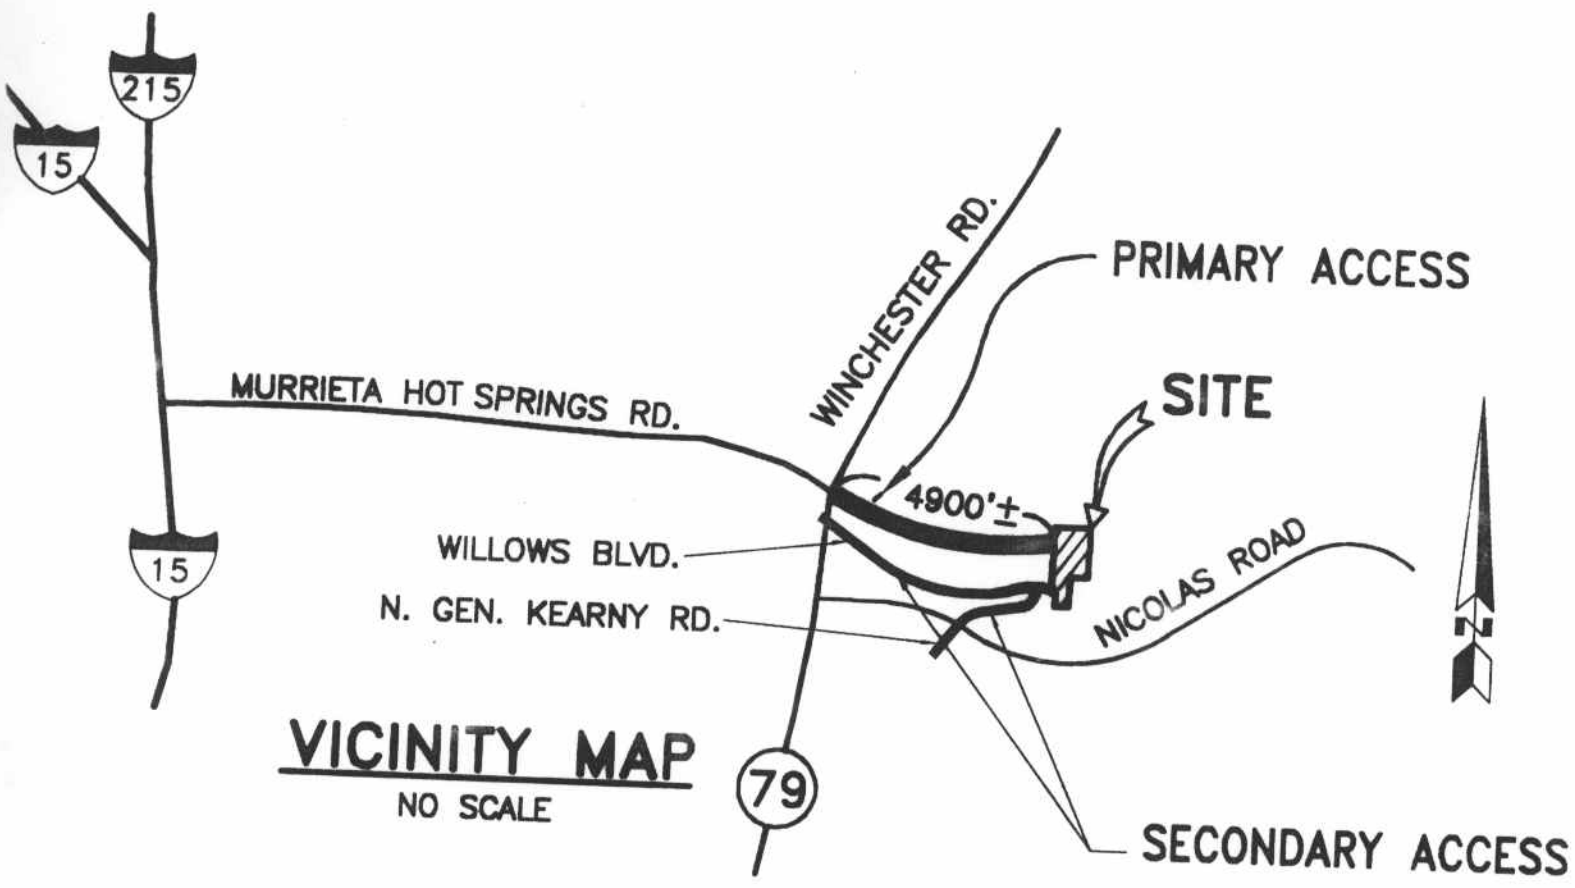 215
15
WINCHESTER RD.
PRIMARY ACCESS
MURRIETA HOT SPRINGS RD.
SITE
4900'±
WILLOWS BLVD.
15
N. GEN. KEARNY RD.
NICOLAS ROAD
N
VICINITY MAP
NO SCALE
79
SECONDARY ACCESS